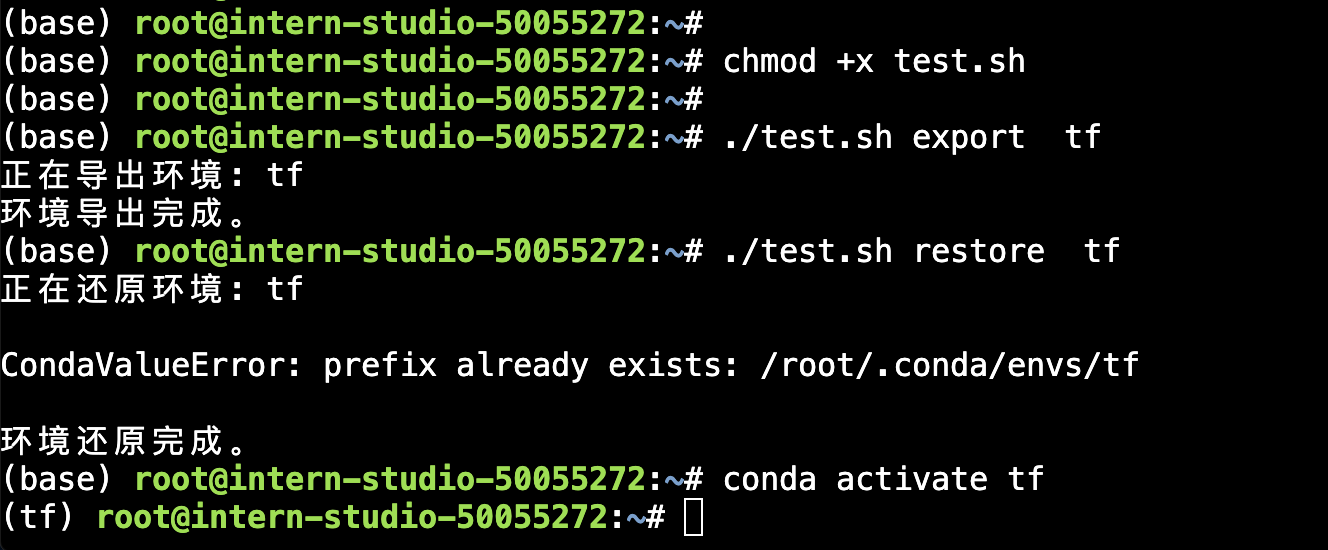 (base) root@intern-studio-50055272:~#
(base) root@intern-studio-50055272:~# chmod +x test.sh
(base) root@intern-studio-50055272:~#
(base) root@intern-studio-50055272:~# ./test.sh export  tf
正在导出环境: tf
环境导出完成。
(base) root@intern-studio-50055272:~# ./test.sh restore  tf
正在还原环境: tf
CondaValueError: prefix already exists: /root/.conda/envs/tf
环境还原完成。
(base) root@intern-studio-50055272:~# conda activate tf
(tf) root@intern-studio-50055272:~#